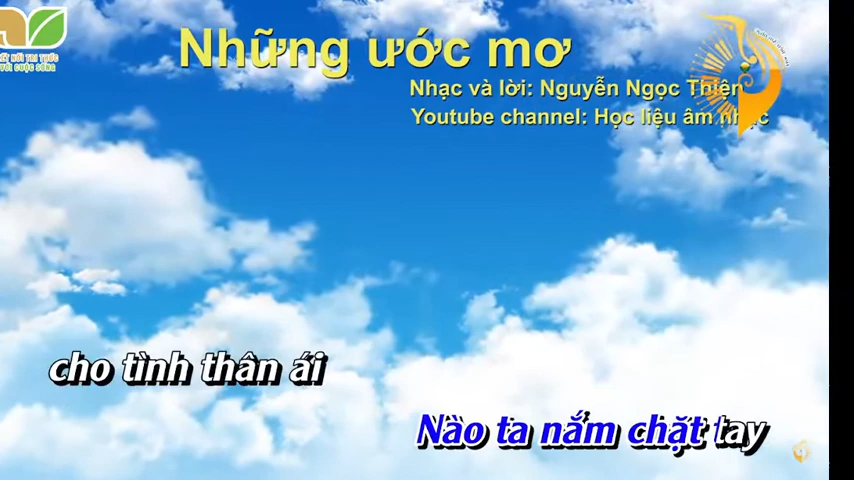 Những ước mơ
Nhạc và lời: Nguyễn Ngọc Thiện
Youtube channel: Học liệu âm nhạc
cho tình thân ái
Nào ta nắm chặt tay